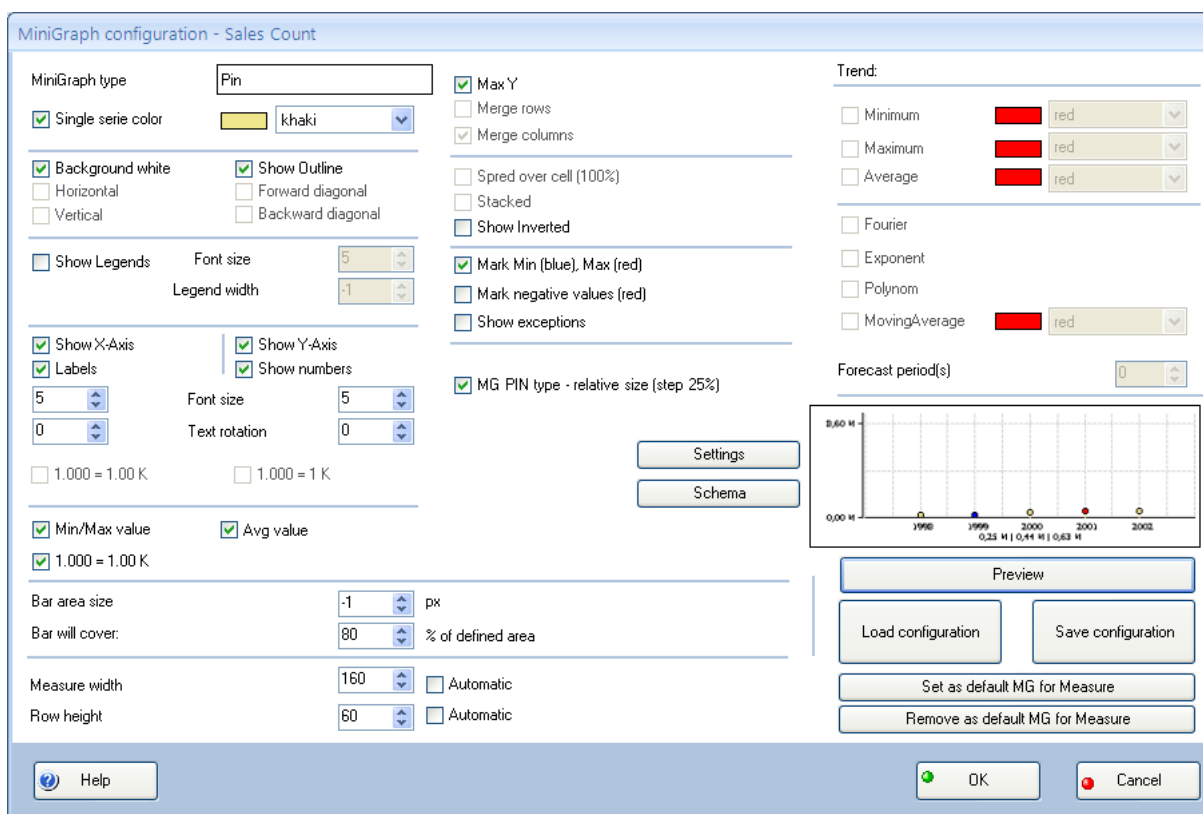 MiniGraph configuration - Sales Count
MiniGraph type Pin
Single serie color khaki
Background white Show Outline
Horizontal Forward diagonal
Vertical Backward diagonal
Show Legends Font size 5
Legend width -1
Show X-Axis Show Y-Axis
Labels Show numbers
5 Font size 5
0 Text rotation 0
1.000 = 1.00 K 1.000 = 1 K
Min/Max value Avg value
1.000 = 1.00 K
Bar area size -1 px
Bar will cover: 80 % of defined area
Measure width 160 Automatic
Row height 60 Automatic
Max Y
Merge rows
Merge columns
Spred over cell (100%)
Stacked
Show Inverted
Mark Min (blue), Max (red)
Mark negative values (red)
Show exceptions
MG PIN type - relative size (step 25%)
Settings
Schema
Trend:
Minimum red
Maximum red
Average red
Fourier
Exponent
Polynom
MovingAverage red
Forecast period(s) 0
0,00 M
1998 1999 2000 2001 2002
0,25 M | 0,44 M | 0,63 M
Preview
Load configuration Save configuration
Set as default MG for Measure
Remove as default MG for Measure
Help OK Cancel